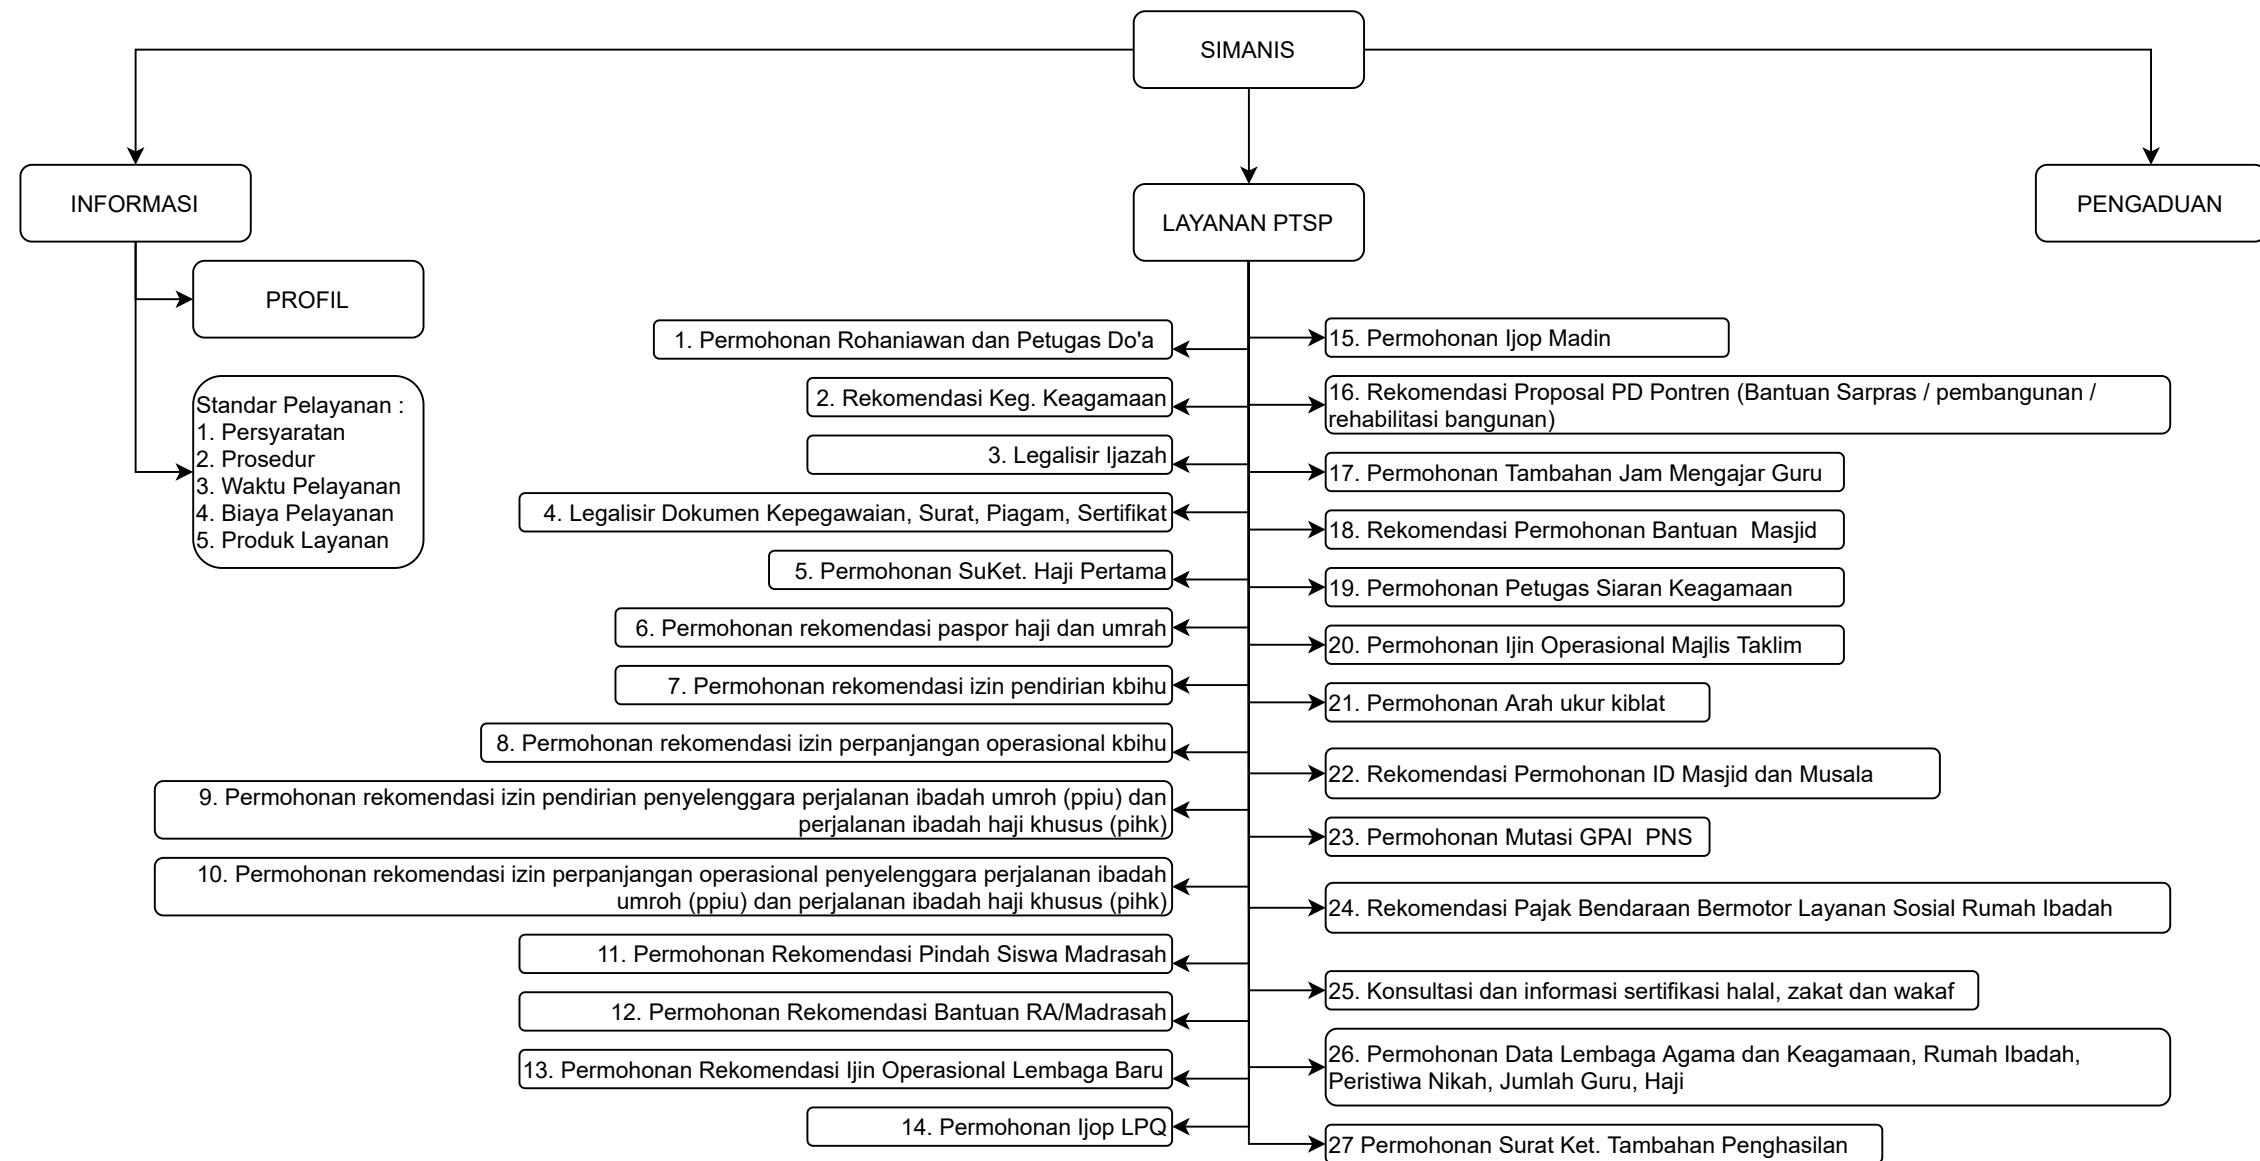 SIMANIS
INFORMASI
LAYANAN PTSP
PENGADUAN
PROFIL
Standar Pelayanan :
1. Persyaratan
2. Prosedur
3. Waktu Pelayanan
4. Biaya Pelayanan
5. Produk Layanan
1. Permohonan Rohaniawan dan Petugas Do'a
2. Rekomendasi Keg. Keagamaan
3. Legalisir Ijazah
4. Legalisir Dokumen Kepegawaian, Surat, Piagam, Sertifikat
5. Permohonan SuKet. Haji Pertama
6. Permohonan rekomendasi paspor haji dan umrah
7. Permohonan rekomendasi izin pendirian kbihu
8. Permohonan rekomendasi izin perpanjangan operasional kbihu
9. Permohonan rekomendasi izin pendirian penyelenggara perjalanan ibadah umroh (ppiu) dan
perjalanan ibadah haji khusus (pihk)
10. Permohonan rekomendasi izin perpanjangan operasional penyelenggara perjalanan ibadah
umroh (ppiu) dan perjalanan ibadah haji khusus (pihk)
11. Permohonan Rekomendasi Pindah Siswa Madrasah
12. Permohonan Rekomendasi Bantuan RA/Madrasah
13. Permohonan Rekomendasi Ijin Operasional Lembaga Baru
14. Permohonan Ijop LPQ
15. Permohonan Ijop Madin
16. Rekomendasi Proposal PD Pontren (Bantuan Sarpras / pembangunan /
rehabilitasi bangunan)
17. Permohonan Tambahan Jam Mengajar Guru
18. Rekomendasi Permohonan Bantuan  Masjid
19. Permohonan Petugas Siaran Keagamaan
20. Permohonan Ijin Operasional Majlis Taklim
21. Permohonan Arah ukur kiblat
22. Rekomendasi Permohonan ID Masjid dan Musala
23. Permohonan Mutasi GPAI  PNS
24. Rekomendasi Pajak Bendaraan Bermotor Layanan Sosial Rumah Ibadah
25. Konsultasi dan informasi sertifikasi halal, zakat dan wakaf
26. Permohonan Data Lembaga Agama dan Keagamaan, Rumah Ibadah,
Peristiwa Nikah, Jumlah Guru, Haji
27 Permohonan Surat Ket. Tambahan Penghasilan